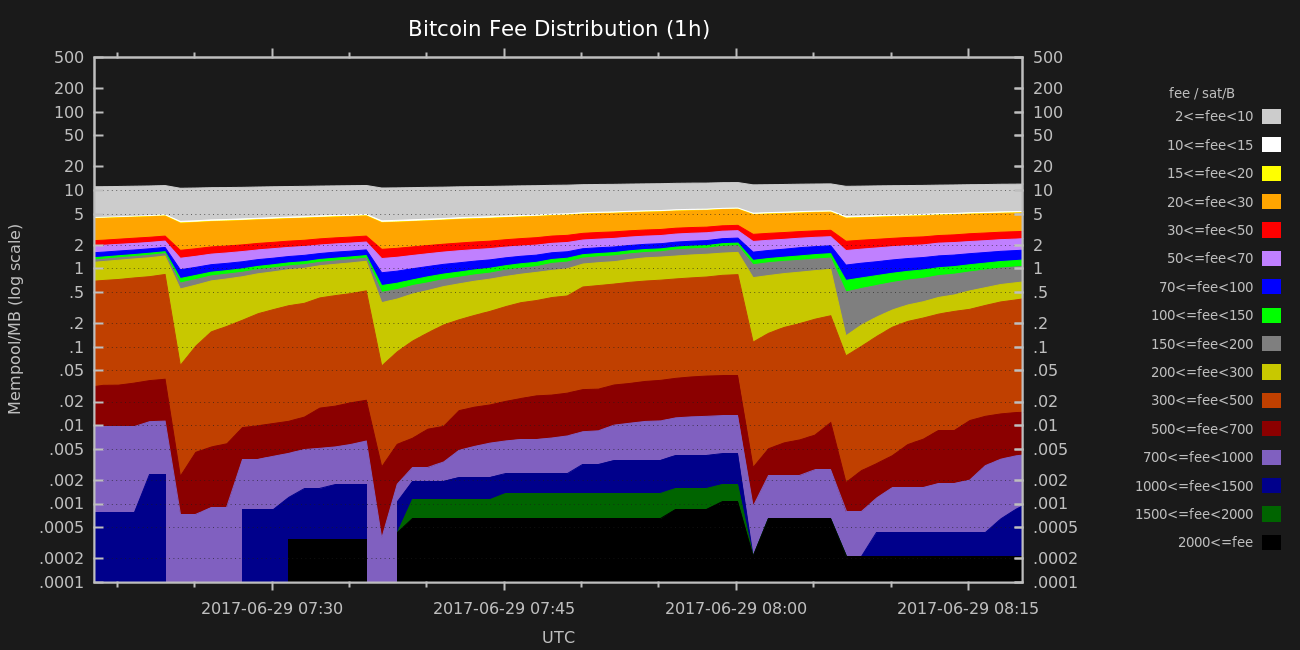 Bitcoin Fee Distribution (1h)
500 500
200 200
100 100
50 50
20 20
10 10
5 5
2 2
1 1
.5 .5
.2 .2
.1 .1
.05 .05
.02 .02
.01 .01
.005 .005
.002 .002
.001 .001
.0005 .0005
.0002 .0002
.0001 .0001
Mempool/MB (log scale)
2017-06-29 07:30 2017-06-29 07:45 2017-06-29 08:00 2017-06-29 08:15
UTC
fee / sat/B
2<=fee<10
10<=fee<15
15<=fee<20
20<=fee<30
30<=fee<50
50<=fee<70
70<=fee<100
100<=fee<150
150<=fee<200
200<=fee<300
300<=fee<500
500<=fee<700
700<=fee<1000
1000<=fee<1500
1500<=fee<2000
2000<=fee